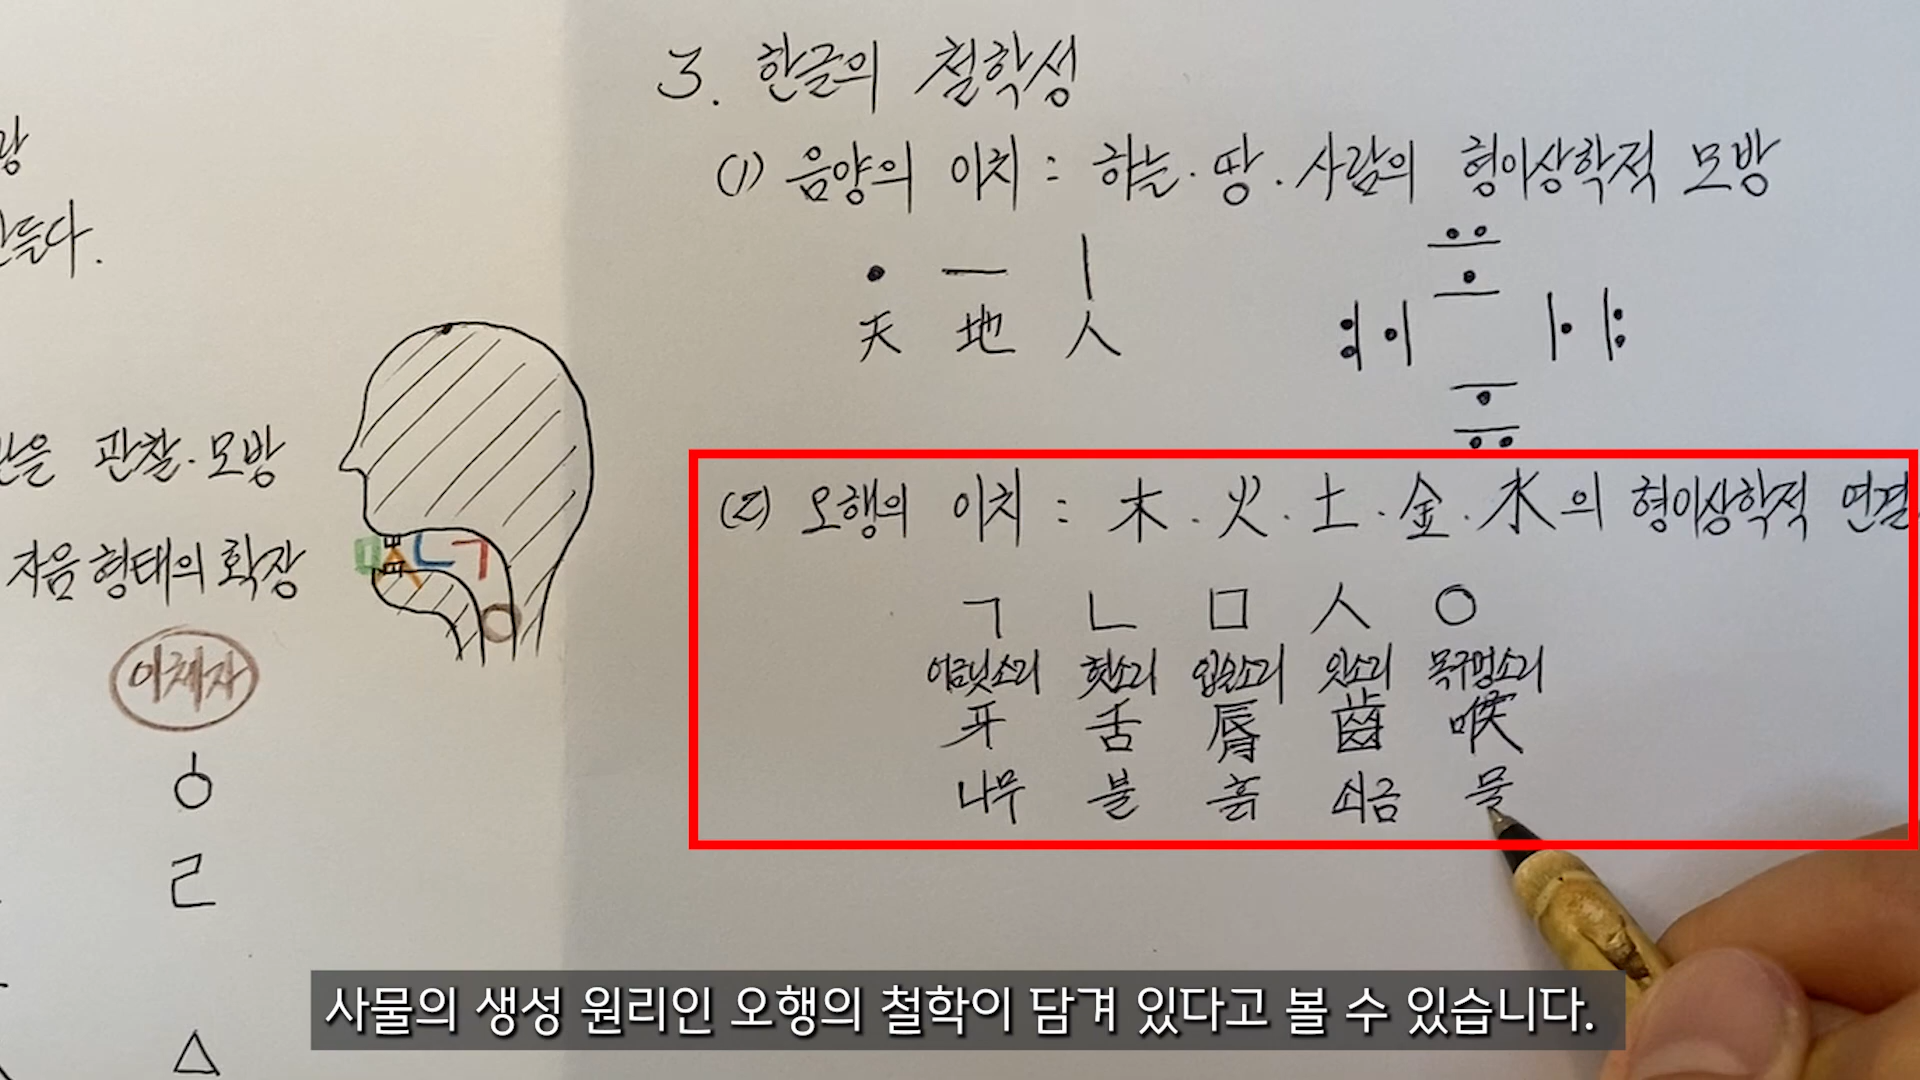 3. 한글의 철학성
(1) 음양의 이치 : 하늘·땅·사람의 형이상학적 모방
• ㅡ ㅣ
天 地 人
(2) 오행의 이치 : 木·火·土·金·水의 형이상학적 연결
ㄱ ㄴ ㅁ ㅅ ㅇ
어금닛소리 혓소리 입술소리 잇소리 목구멍소리
牙 舌 脣 齒 喉
나무 불 흙 쇠금 물
만든다.
관찰·모방
자음 형태의 확장
ㅁ ㅅ ㄴ ㄱ ㅇ
이체자
ㆁ
ㄹ
ㅿ
사물의 생성 원리인 오행의 철학이 담겨 있다고 볼 수 있습니다.